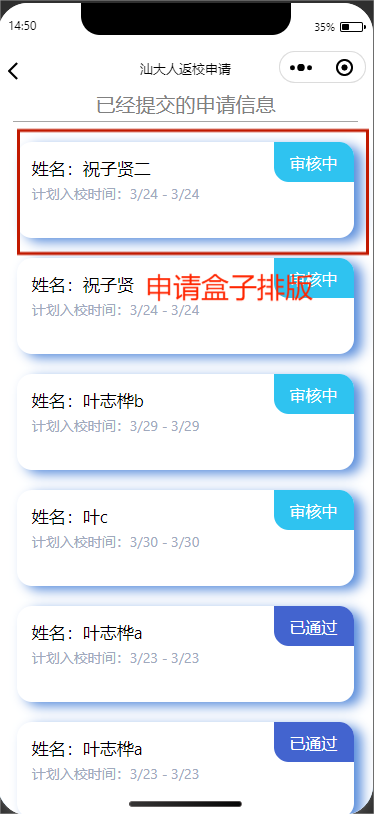 14:50
35%
汕大人返校申请
已经提交的申请信息
姓名：祝子贤二
审核中
计划入校时间：3/24 - 3/24
姓名：祝子贤
审核中
申请盒子排版
计划入校时间：3/24 - 3/24
姓名：叶志桦b
审核中
计划入校时间：3/29 - 3/29
姓名：叶c
审核中
计划入校时间：3/30 - 3/30
姓名：叶志桦a
已通过
计划入校时间：3/23 - 3/23
姓名：叶志桦a
已通过
计划入校时间：3/23 - 3/23